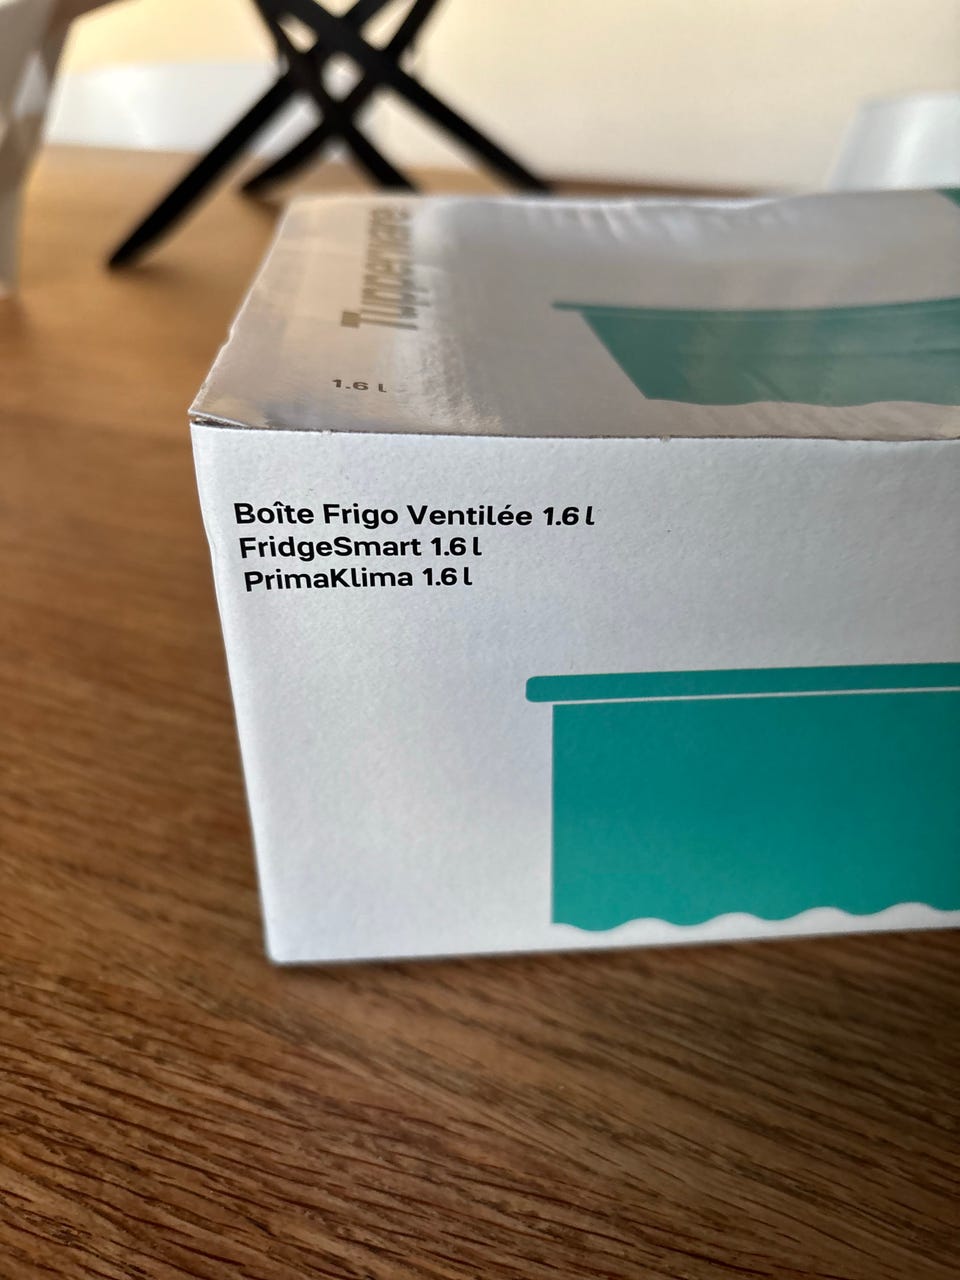 Tupperware
1.6 l
Boîte Frigo Ventilée 1.6 l
FridgeSmart 1.6 l
PrimaKlima 1.6 l